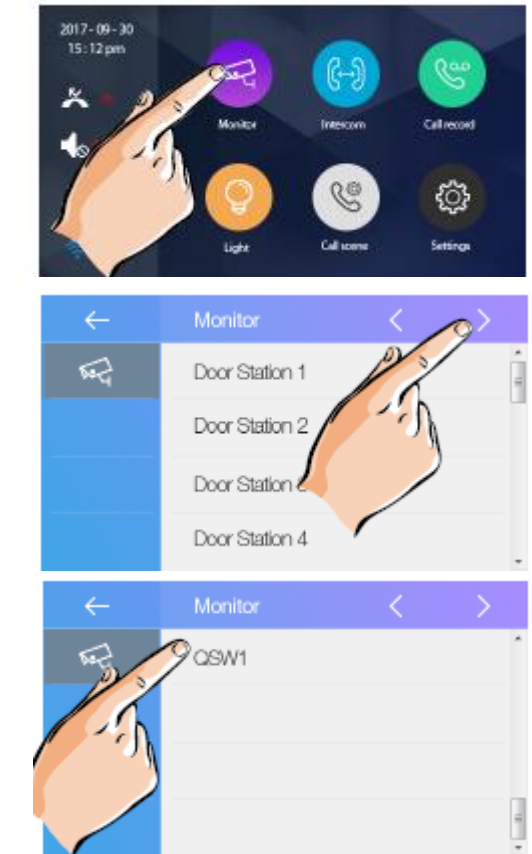 2017-09-30
15:12 pm
Monitor
Intercom
Call record
Light
Call scene
Settings
Monitor
Door Station 1
Door Station 2
Door Station
Door Station 4
Monitor
QSW1